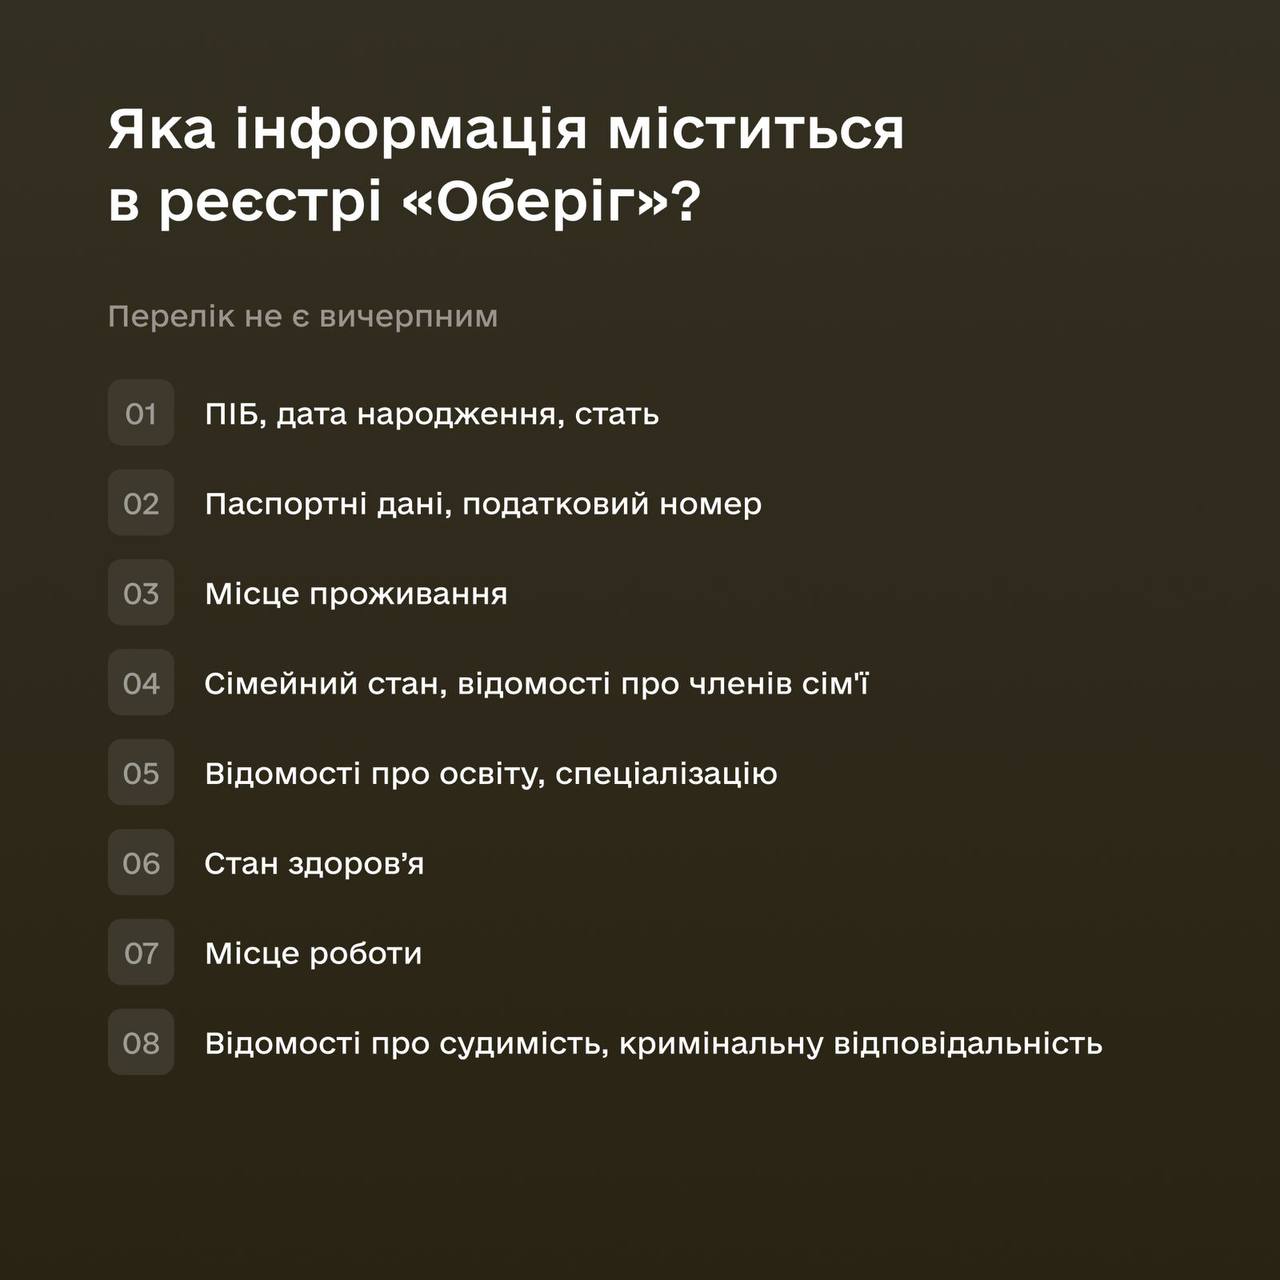 Яка інформація міститься
в реєстрі «Оберіг»?
Перелік не є вичерпним
01 ПІБ, дата народження, стать
02 Паспортні дані, податковий номер
03 Місце проживання
04 Сімейний стан, відомості про членів сім'ї
05 Відомості про освіту, спеціалізацію
06 Стан здоров’я
07 Місце роботи
08 Відомості про судимість, кримінальну відповідальність